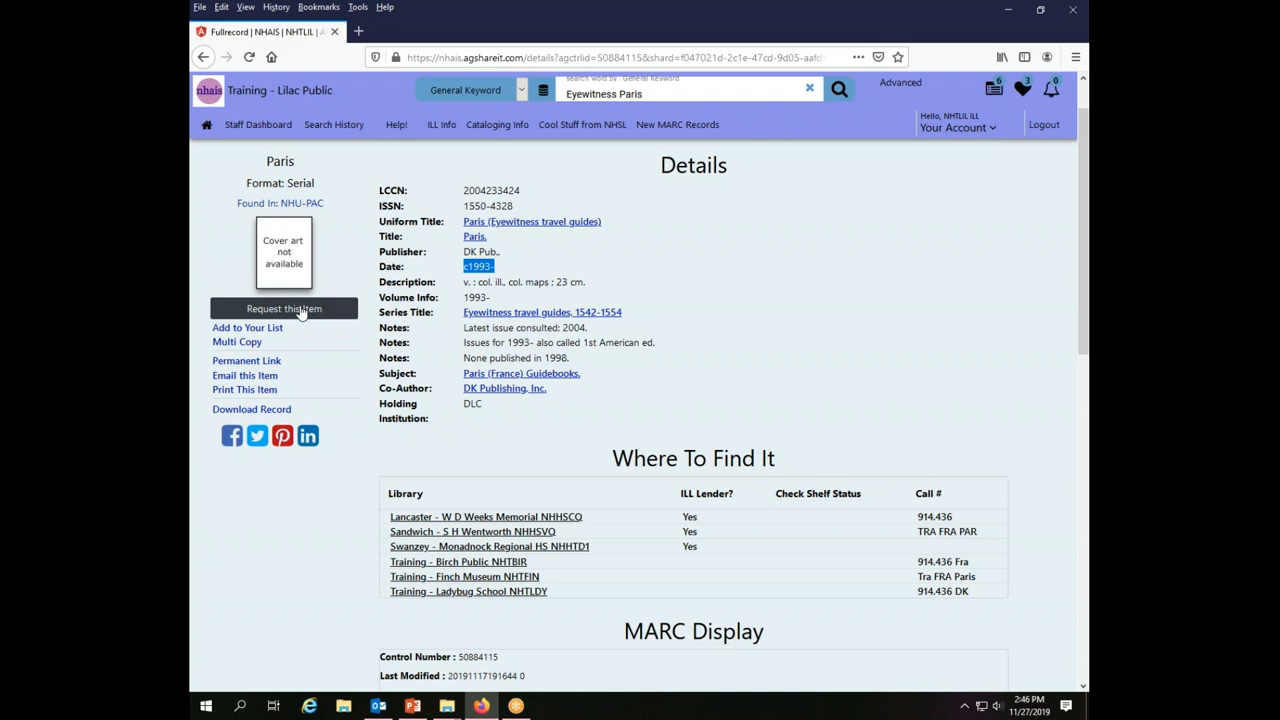 File Edit View History Bookmarks Tools Help
Fullrecord | NHAIS | NHTLIL | A
https://nhais.agshareit.com/details?agctrlid=50884115&shard=f047021d-2c1e-47cd-9d05-aafd
nhais Training - Lilac Public
General Keyword
search word by : General Keyword
Eyewitness Paris
Advanced
6 3 0
Staff Dashboard Search History Help! ILL Info Cataloging Info Cool Stuff from NHSL New MARC Records
Hello, NHTLIL ILL
Your Account
Logout
Paris
Format: Serial
Found In: NHU-PAC
Cover art
not
available
Request this Item
Add to Your List
Multi Copy
Permanent Link
Email this Item
Print This Item
Download Record
Details
LCCN: 2004233424
ISSN: 1550-4328
Uniform Title: Paris (Eyewitness travel guides)
Title: Paris.
Publisher: DK Pub.,
Date: c1993-
Description: v. : col. ill., col. maps ; 23 cm.
Volume Info: 1993-
Series Title: Eyewitness travel guides, 1542-1554
Notes: Latest issue consulted: 2004.
Notes: Issues for 1993- also called 1st American ed.
Notes: None published in 1998.
Subject: Paris (France) Guidebooks.
Co-Author: DK Publishing, Inc.
Holding DLC
Institution:
Where To Find It
Library ILL Lender? Check Shelf Status Call #
Lancaster - W D Weeks Memorial NHHSCQ Yes 914.436
Sandwich - S H Wentworth NHHSVQ Yes TRA FRA PAR
Swanzey - Monadnock Regional HS NHHTD1 Yes
Training - Birch Public NHTBIR 914.436 Fra
Training - Finch Museum NHTFIN Tra FRA Paris
Training - Ladybug School NHTLDY 914.436 DK
MARC Display
Control Number : 50884115
Last Modified : 20191117191644 0
2:46 PM
11/27/2019